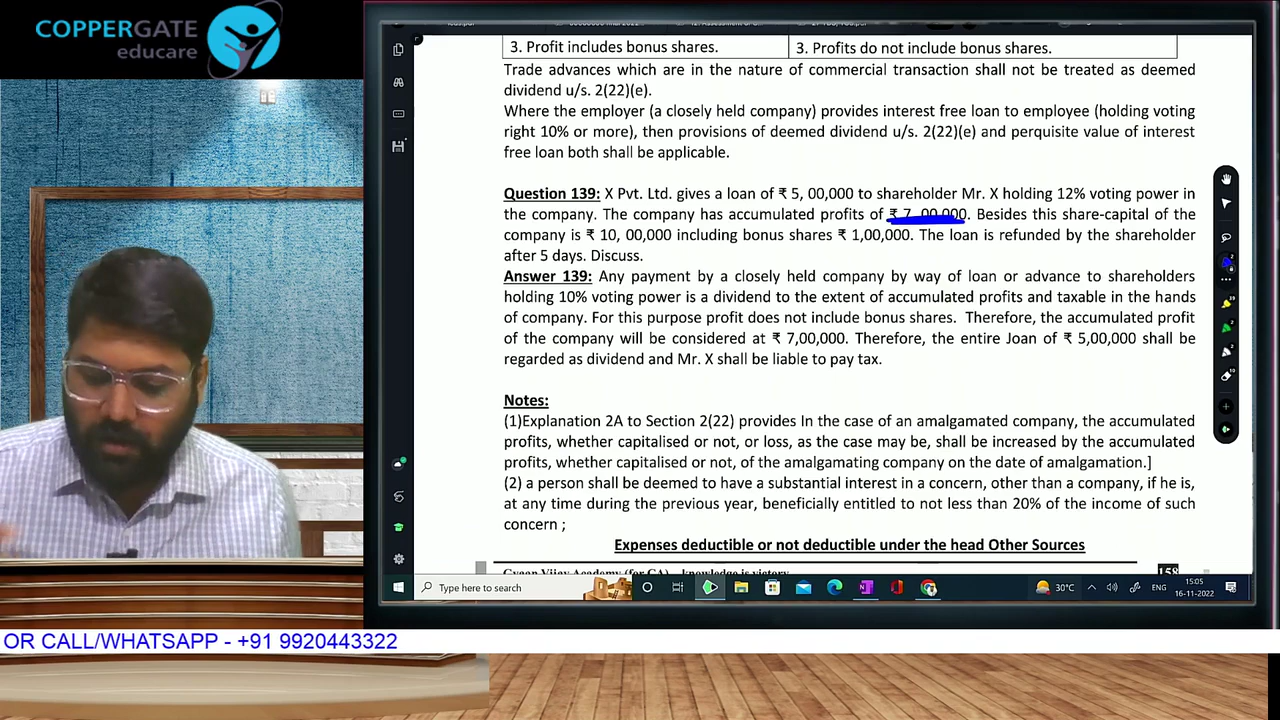 COPPERGATE
educare
3. Profit includes bonus shares.
3. Profits do not include bonus shares.
Trade advances which are in the nature of commercial transaction shall not be treated as deemed
dividend u/s. 2(22)(e).
Where the employer (a closely held company) provides interest free loan to employee (holding voting
right 10% or more), then provisions of deemed dividend u/s. 2(22)(e) and perquisite value of interest
free loan both shall be applicable.
Question 139: X Pvt. Ltd. gives a loan of ₹ 5, 00,000 to shareholder Mr. X holding 12% voting power in
the company. The company has accumulated profits of ₹ 7, 00,000. Besides this share-capital of the
company is ₹ 10, 00,000 including bonus shares ₹ 1,00,000. The loan is refunded by the shareholder
after 5 days. Discuss.
Answer 139: Any payment by a closely held company by way of loan or advance to shareholders
holding 10% voting power is a dividend to the extent of accumulated profits and taxable in the hands
of company. For this purpose profit does not include bonus shares. Therefore, the accumulated profit
of the company will be considered at ₹ 7,00,000. Therefore, the entire Joan of ₹ 5,00,000 shall be
regarded as dividend and Mr. X shall be liable to pay tax.
Notes:
(1)Explanation 2A to Section 2(22) provides In the case of an amalgamated company, the accumulated
profits, whether capitalised or not, or loss, as the case may be, shall be increased by the accumulated
profits, whether capitalised or not, of the amalgamating company on the date of amalgamation.]
(2) a person shall be deemed to have a substantial interest in a concern, other than a company, if he is,
at any time during the previous year, beneficially entitled to not less than 20% of the income of such
concern ;
Expenses deductible or not deductible under the head Other Sources
Gyaan Vijay Academy (for CA) knowledge is victory
158
Type here to search
30°C
ENG
15:05
16-11-2022
OR CALL/WHATSAPP - +91 9920443322